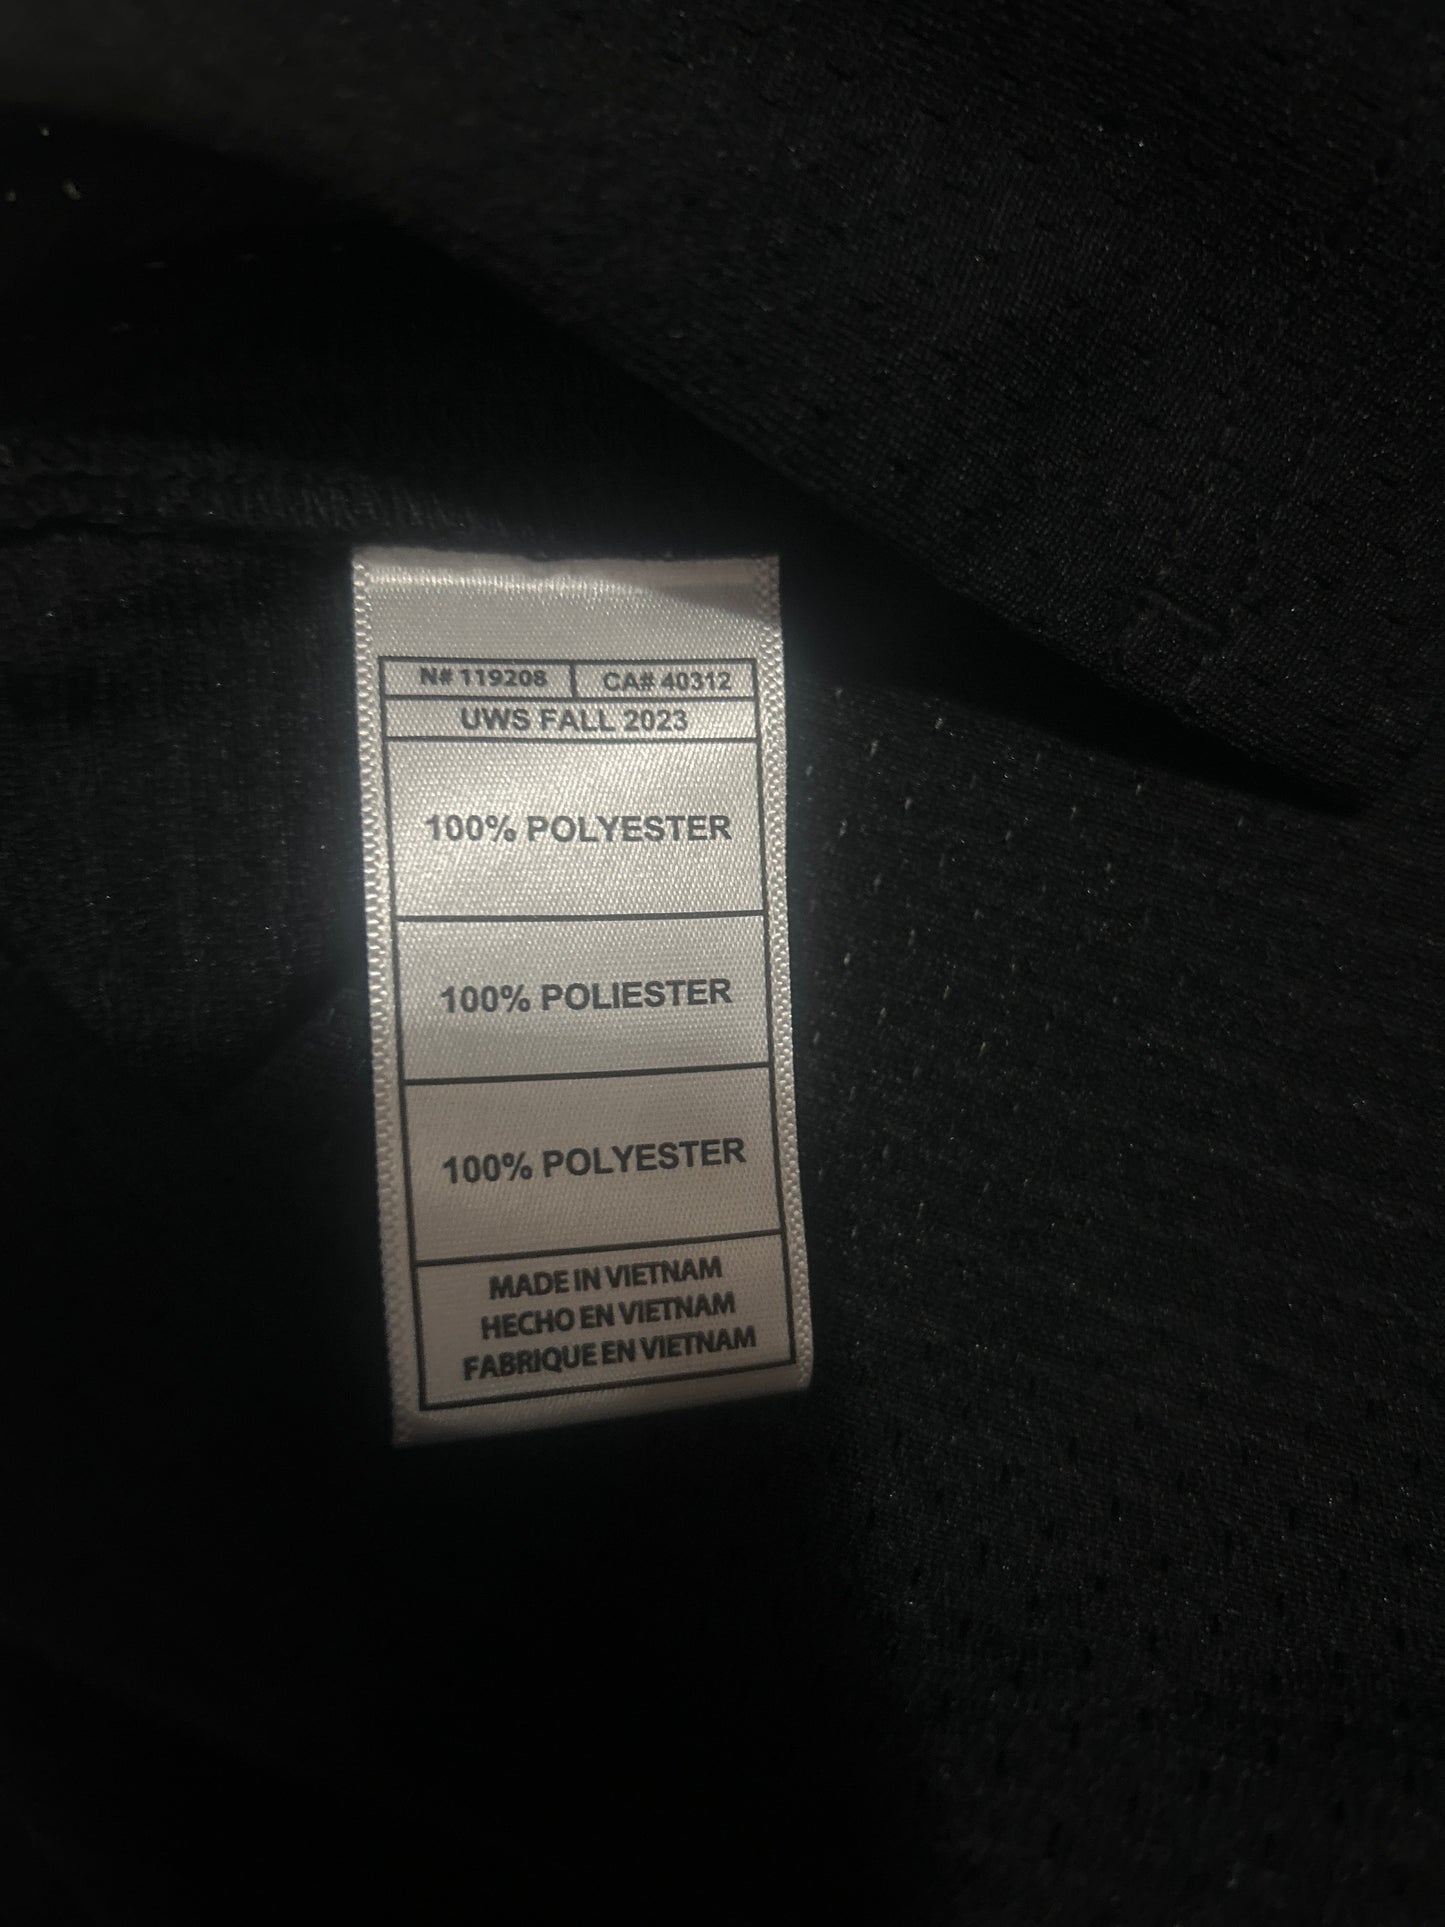 N# 119208 CA# 40312
UWS FALL 2023
100% POLYESTER
100% POLIESTER
100% POLYESTER
MADE IN VIETNAM
HECHO EN VIETNAM
FABRIQUE EN VIETNAM